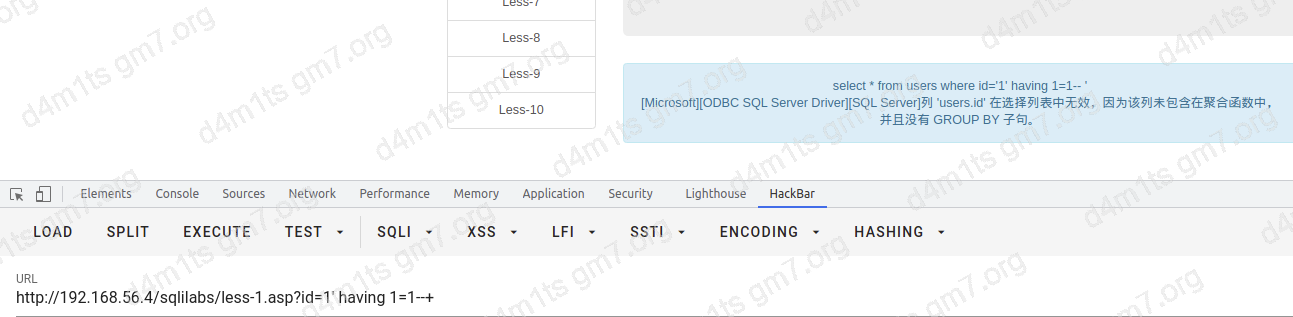 Less-7
Less-8
Less-9
Less-10
select * from users where id='1' having 1=1-- '
[Microsoft][ODBC SQL Server Driver][SQL Server]列 'users.id' 在选择列表中无效，因为该列未包含在聚合函数中，
并且没有 GROUP BY 子句。
Elements Console Sources Network Performance Memory Application Security Lighthouse HackBar
LOAD SPLIT EXECUTE TEST SQLI XSS LFI SSTI ENCODING HASHING
URL
http://192.168.56.4/sqlilabs/less-1.asp?id=1' having 1=1--+
d4m1ts gm7.org